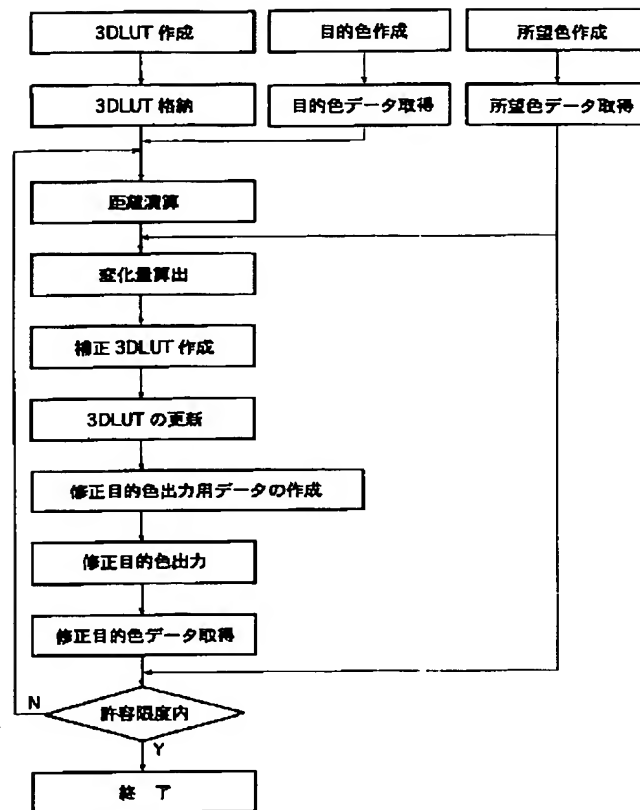 3DLUT 作成
目的色作成
所望色作成
3DLUT 格納
目的色データ取得
所望色データ取得
距離演算
変化量算出
補正 3DLUT 作成
3DLUT の更新
修正目的色出力用データの作成
修正目的色出力
修正目的色データ取得
N
許容限度内
Y
終 了